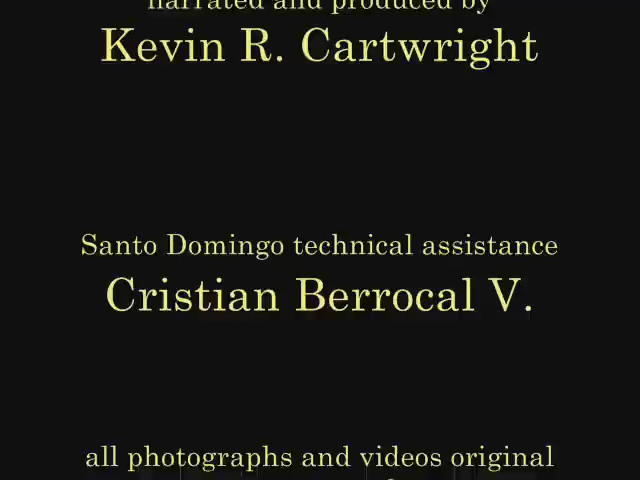 narrated and produced by
Kevin R. Cartwright
Santo Domingo technical assistance
Cristian Berrocal V.
all photographs and videos original